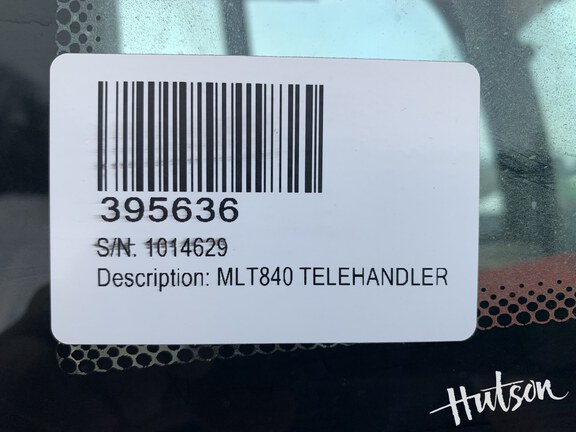 395636
S/N: 1014629
Description: MLT840 TELEHANDLER
Hutson